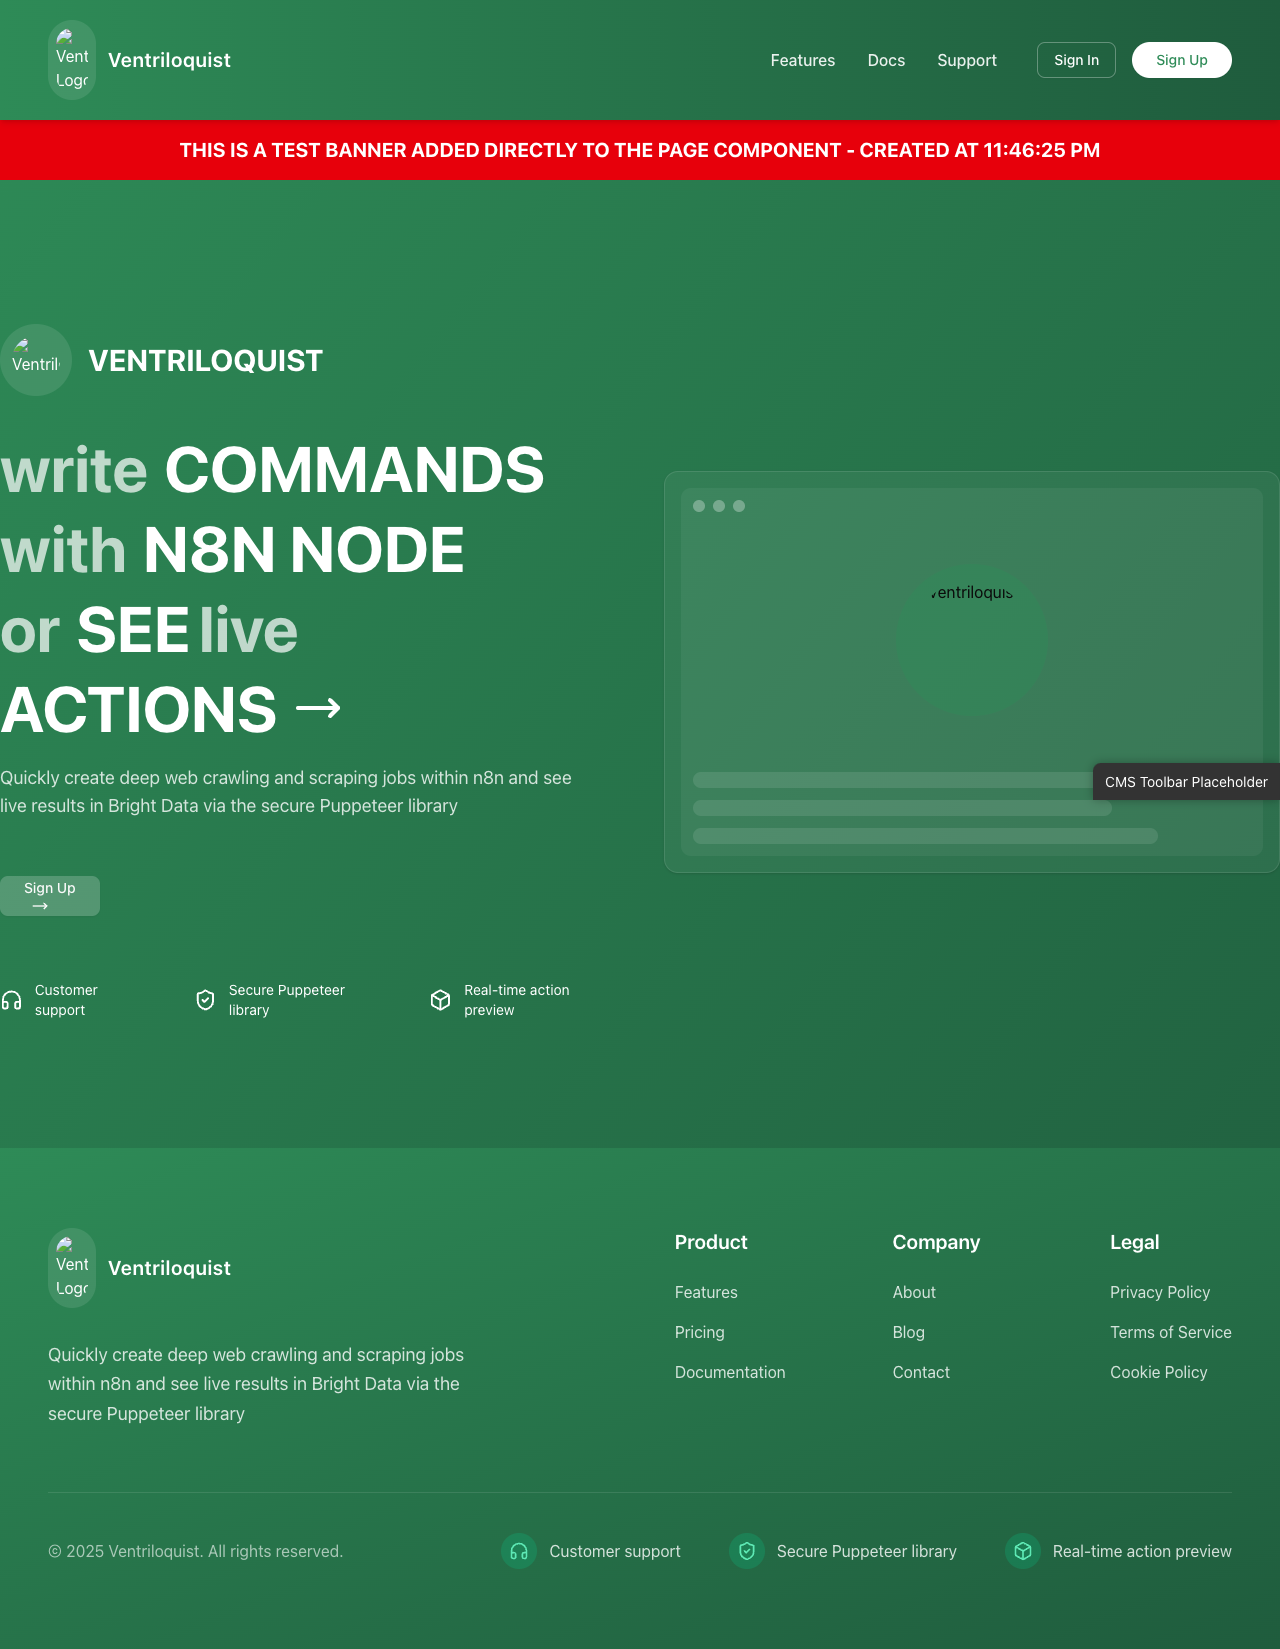 Vent
Logo
Ventriloquist
Features
Docs
Support
Sign In
Sign Up
THIS IS A TEST BANNER ADDED DIRECTLY TO THE PAGE COMPONENT - CREATED AT 11:46:25 PM
Ventril
VENTRILOQUIST
write COMMANDS
with N8N NODE
or SEE live
ACTIONS →
Quickly create deep web crawling and scraping jobs within n8n and see
live results in Bright Data via the secure Puppeteer library
Sign Up
→
Customer
support
Secure Puppeteer
library
Real-time action
preview
Ventriloquis
CMS Toolbar Placeholder
Vent
Logo
Ventriloquist
Quickly create deep web crawling and scraping jobs
within n8n and see live results in Bright Data via the
secure Puppeteer library
Product
Features
Pricing
Documentation
Company
About
Blog
Contact
Legal
Privacy Policy
Terms of Service
Cookie Policy
© 2025 Ventriloquist. All rights reserved.
Customer support
Secure Puppeteer library
Real-time action preview